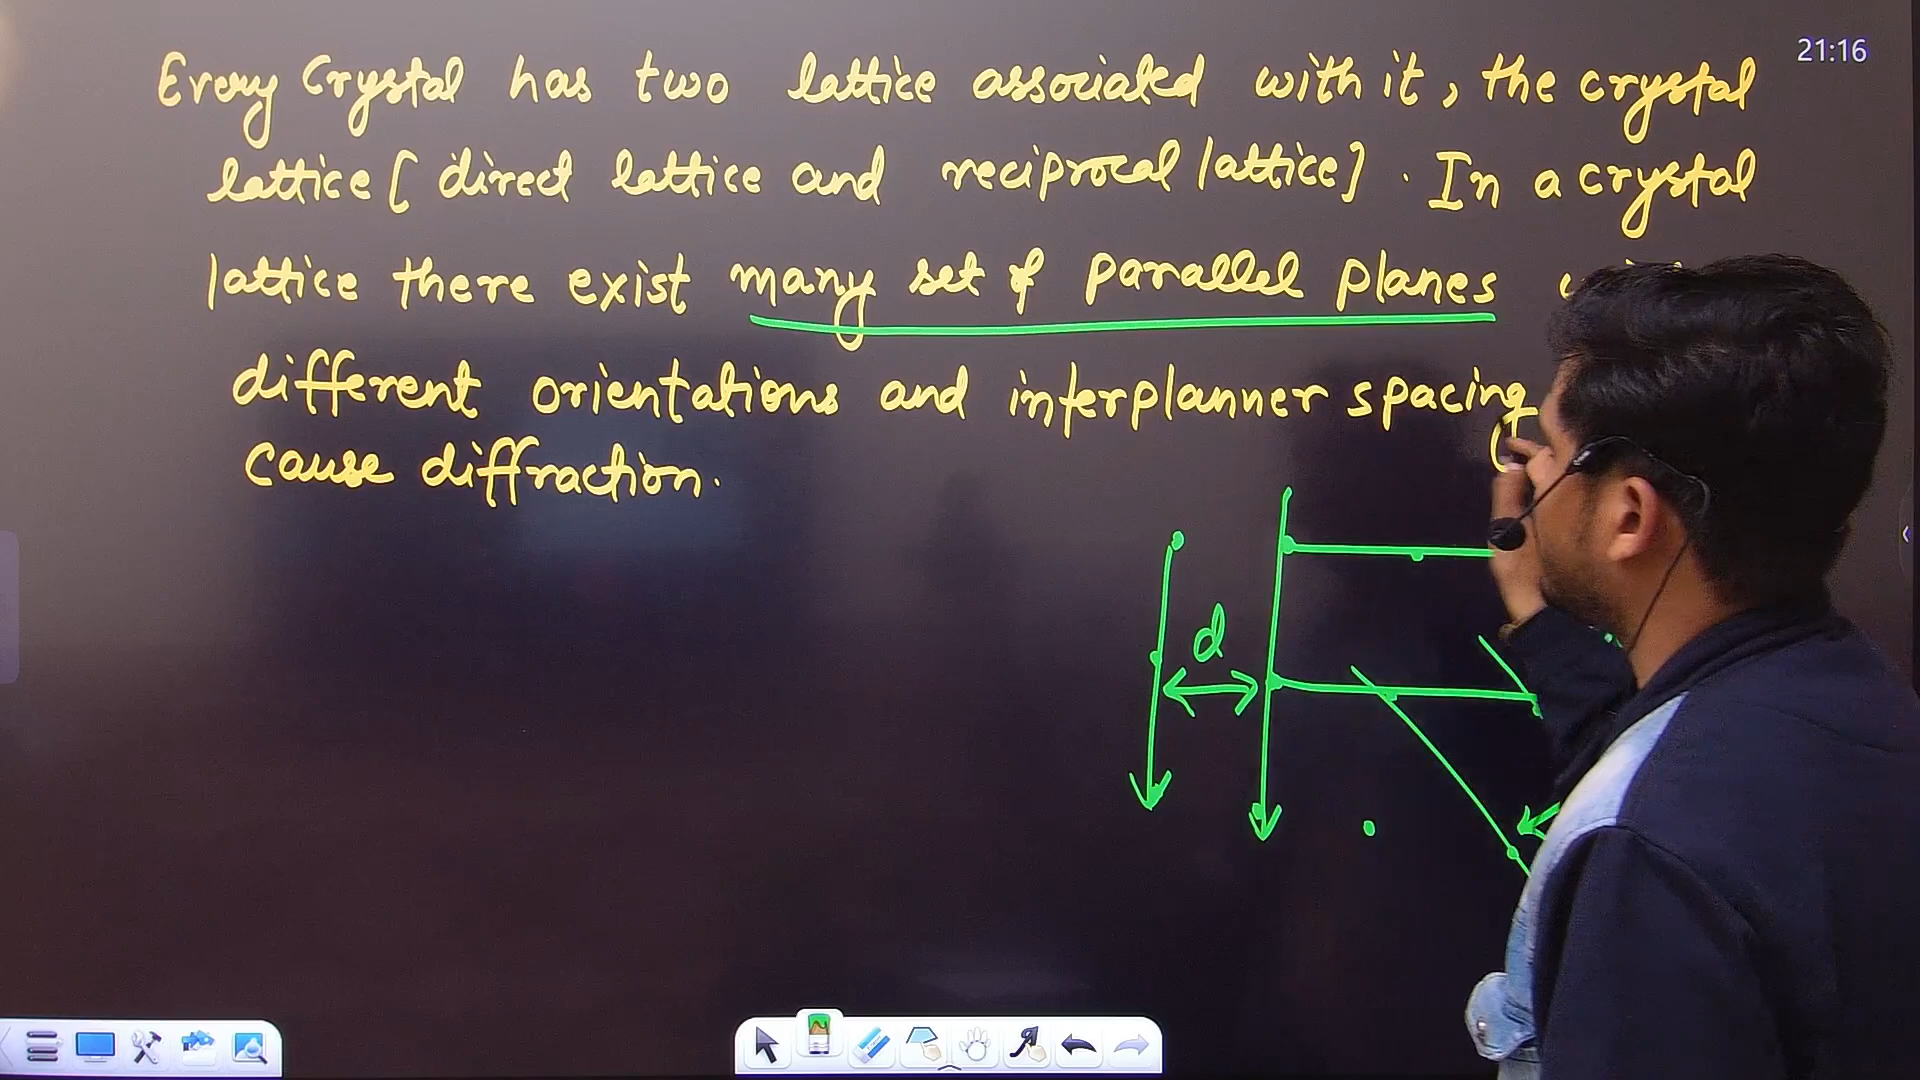 21:16
Every Crystal has two lattice associated with it, the crystal
lattice [ direct lattice and reciprocal lattice] . In a crystal
lattice there exist many set of parallel planes
different orientations and interplanner spacing
cause diffraction.
d